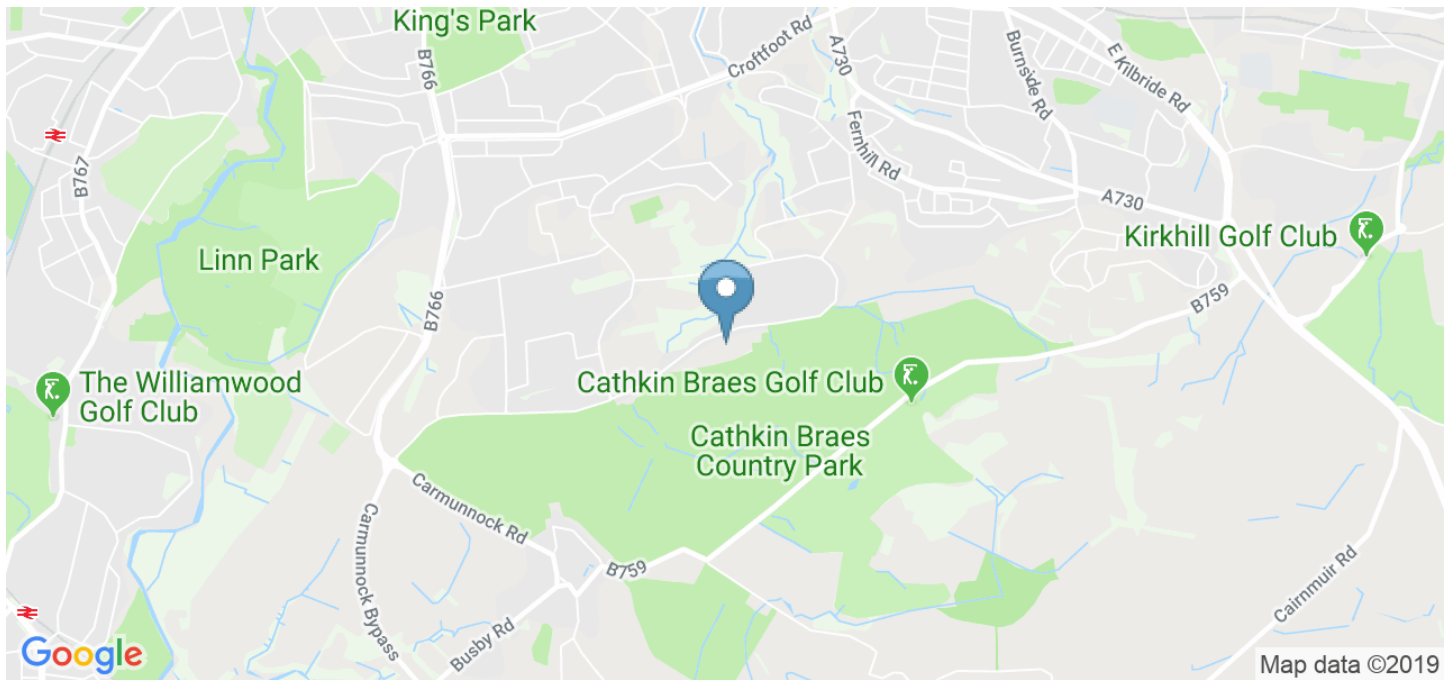 King's Park
B766
Croftfoot Rd
A730
Burnside Rd
E Kilbride Rd
B767
Fernhill Rd
A730
Kirkhill Golf Club
Linn Park
B766
B759
The Williamwood
Golf Club
Cathkin Braes Golf Club
Cathkin Braes
Country Park
Carmunnock Rd
Carmunnock Bypass
B759
Busby Rd
Cairnmuir Rd
Google
Map data ©2019